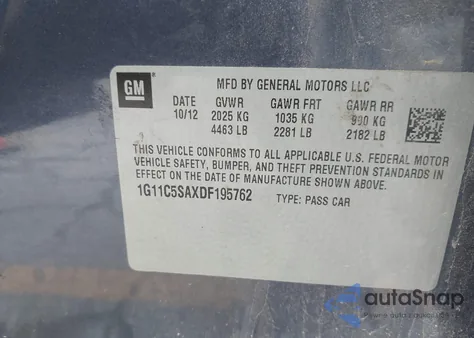 GM
MFD BY GENERAL MOTORS LLC
DATE GVWR GAWR FRT GAWR RR
10/12 2025 KG 1035 KG 990 KG
4463 LB 2281 LB 2182 LB
THIS VEHICLE CONFORMS TO ALL APPLICABLE U.S. FEDERAL MOTOR
VEHICLE SAFETY, BUMPER, AND THEFT PREVENTION STANDARDS IN
EFFECT ON THE DATE OF MANUFACTURE SHOWN ABOVE.
1G11C5SAXDF195762 TYPE: PASS CAR
autoSnap